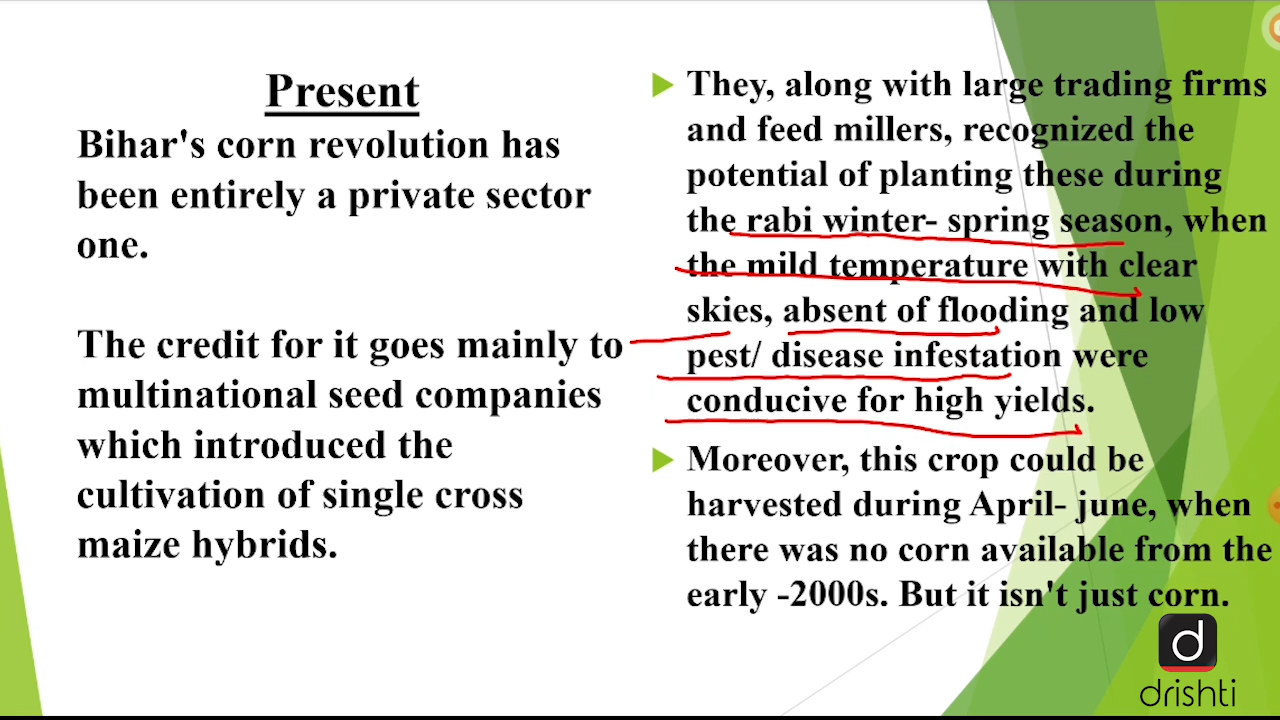 Present
Bihar's corn revolution has
been entirely a private sector
one.
The credit for it goes mainly to
multinational seed companies
which introduced the
cultivation of single cross
maize hybrids.
They, along with large trading firms
and feed millers, recognized the
potential of planting these during
the rabi winter- spring season, when
the mild temperature with clear
skies, absent of flooding and low
pest/ disease infestation were
conducive for high yields.
Moreover, this crop could be
harvested during April- june, when
there was no corn available from the
early -2000s. But it isn't just corn.
d
drishti